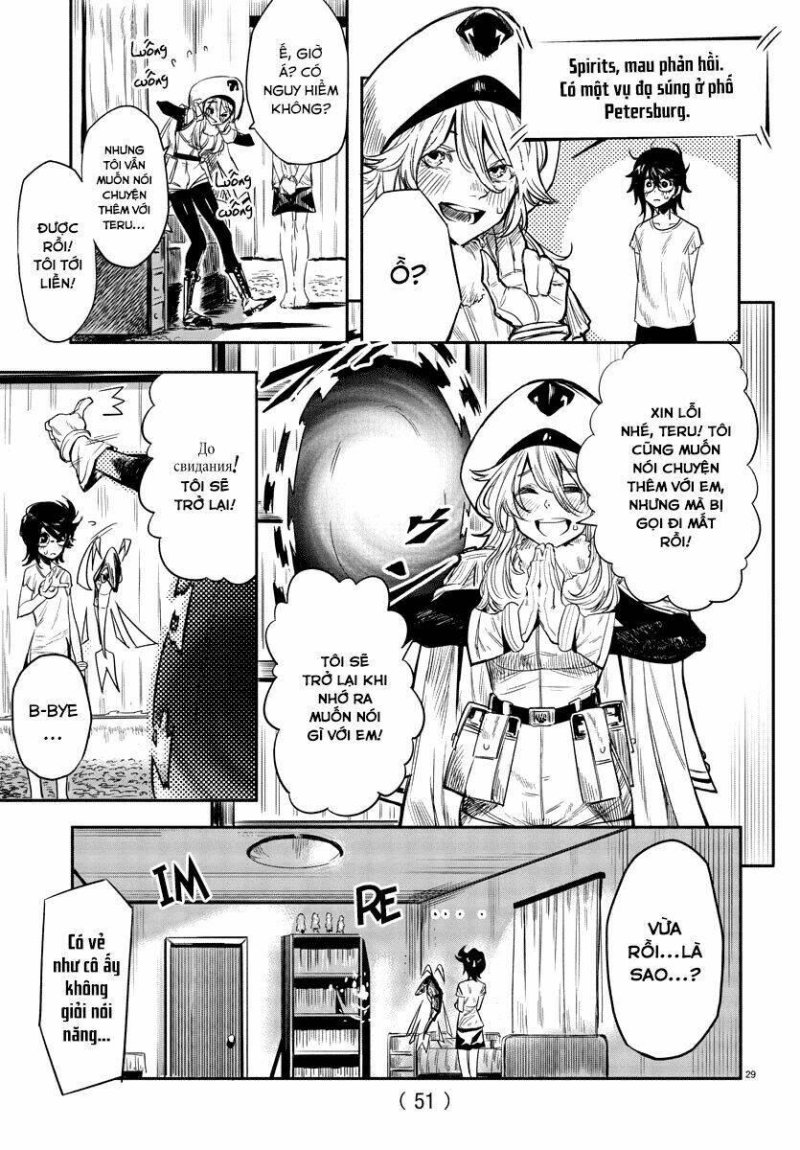 Spirits, mau phản hồi.
Có một vụ đọ súng ở phố
Petersburg.
Ồ?
Ế, GIỜ
Á? CÓ
NGUY HIỂM
KHÔNG?
Luống
cuống
Luống
cuống
NHƯNG
TÔI VẪN
MUỐN NÓI
CHUYỆN
THÊM VỚI
TERU...
ĐƯỢC
RỒI!
TÔI TỚI
LIỀN!
XIN LỖI
NHÉ, TERU! TÔI
CŨNG MUỐN
NÓI CHUYỆN
THÊM VỚI EM,
NHƯNG MÀ BỊ
GỌI ĐI MẤT
RỒI!
TÔI SẼ
TRỞ LẠI KHI
NHỚ RA
MUỐN NÓI
GÌ VỚI EM!
До
свидания!
TÔI SẼ
TRỞ LẠI!
B-BYE
...
IM
RE
...
VỪA
RỒI...LÀ
SAO...?
Có vẻ
như cô ấy
không
giỏi nói
năng...
29
( 51 )